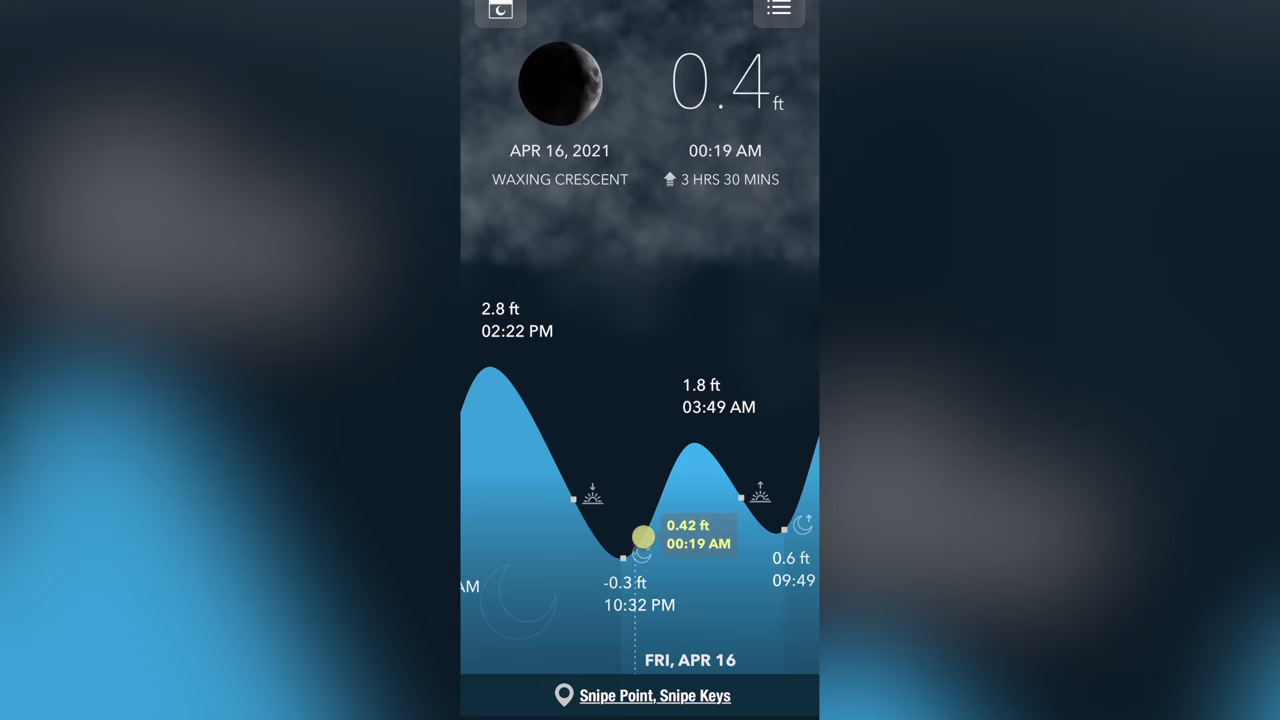 0.4 ft
APR 16, 2021
00:19 AM
WAXING CRESCENT
3 HRS 30 MINS
2.8 ft
02:22 PM
1.8 ft
03:49 AM
0.42 ft
00:19 AM
-0.3 ft
10:32 PM
0.6 ft
09:49
AM
FRI, APR 16
Snipe Point, Snipe Keys